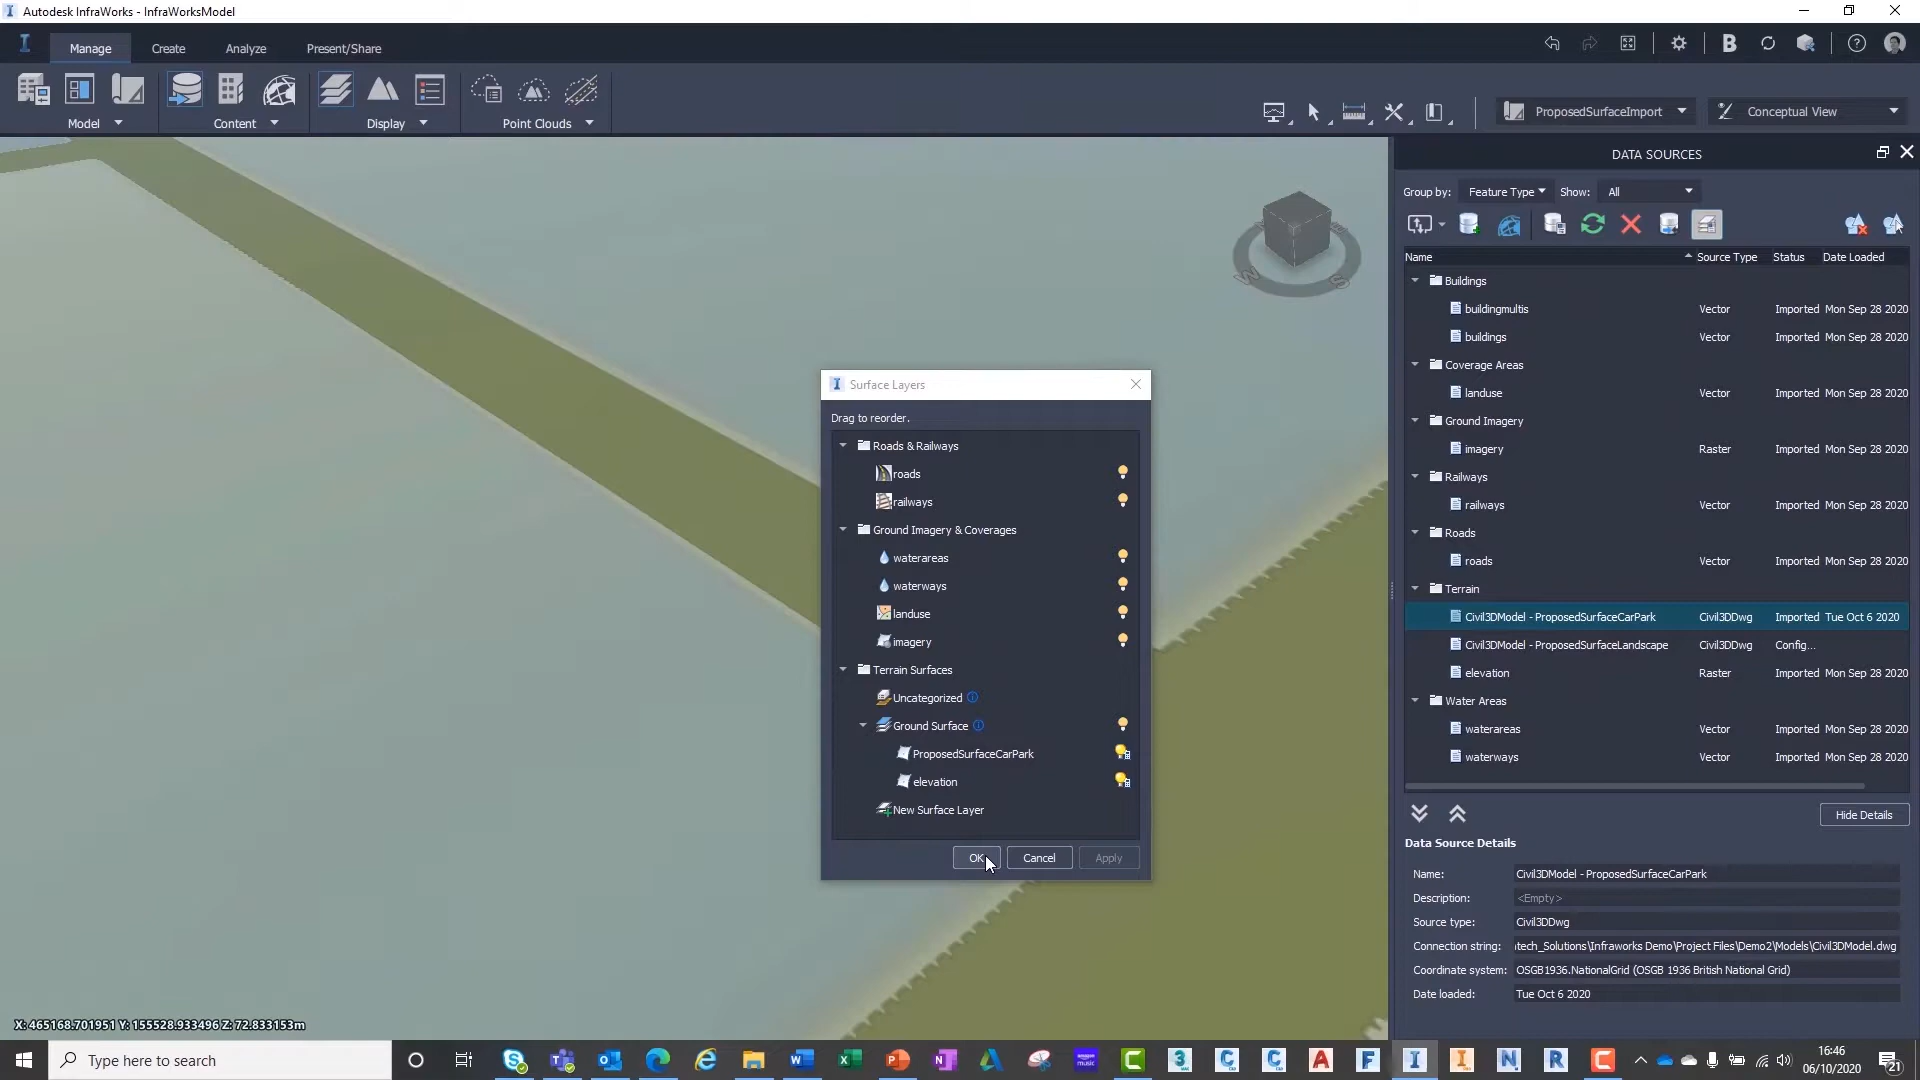 Autodesk InfraWorks - InfraWorksModel
Manage
Create
Analyze
Present/Share
Model
Content
Display
Point Clouds
ProposedSurfaceImport
Conceptual View
W
S
DATA SOURCES
Group by:
Feature Type
Show:
All
Name
Source Type
Status
Date Loaded
Buildings
buildingmultis Vector Imported Mon Sep 28 2020
buildings Vector Imported Mon Sep 28 2020
Coverage Areas
landuse Vector Imported Mon Sep 28 2020
Ground Imagery
imagery Raster Imported Mon Sep 28 2020
Railways
railways Vector Imported Mon Sep 28 2020
Roads
roads Vector Imported Mon Sep 28 2020
Terrain
Civil3DModel - ProposedSurfaceCarPark Civil3DDwg Imported Tue Oct 6 2020
Civil3DModel - ProposedSurfaceLandscape Civil3DDwg Config...
elevation Raster Imported Mon Sep 28 2020
Water Areas
waterareas Vector Imported Mon Sep 28 2020
waterways Vector Imported Mon Sep 28 2020
Hide Details
Data Source Details
Name: Civil3DModel - ProposedSurfaceCarPark
Description: <Empty>
Source type: Civil3DDwg
Connection string: ntech_Solutions\Infraworks Demo\Project Files\Demo2\Models\Civil3DModel.dwg
Coordinate system: OSGB1936.NationalGrid (OSGB 1936 British National Grid)
Date loaded: Tue Oct 6 2020
Surface Layers
Drag to reorder.
Roads & Railways
roads
railways
Ground Imagery & Coverages
waterareas
waterways
landuse
imagery
Terrain Surfaces
Uncategorized
Ground Surface
ProposedSurfaceCarPark
elevation
New Surface Layer
OK
Cancel
Apply
X: 465168.701951 Y: 155528.933496 Z: 72.833153m
Type here to search
16:46
06/10/2020
21